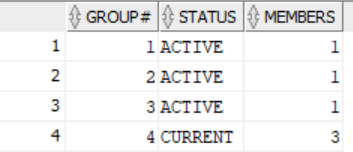 GROUP# STATUS MEMBERS
1 1 ACTIVE 1
2 2 ACTIVE 1
3 3 ACTIVE 1
4 4 CURRENT 3